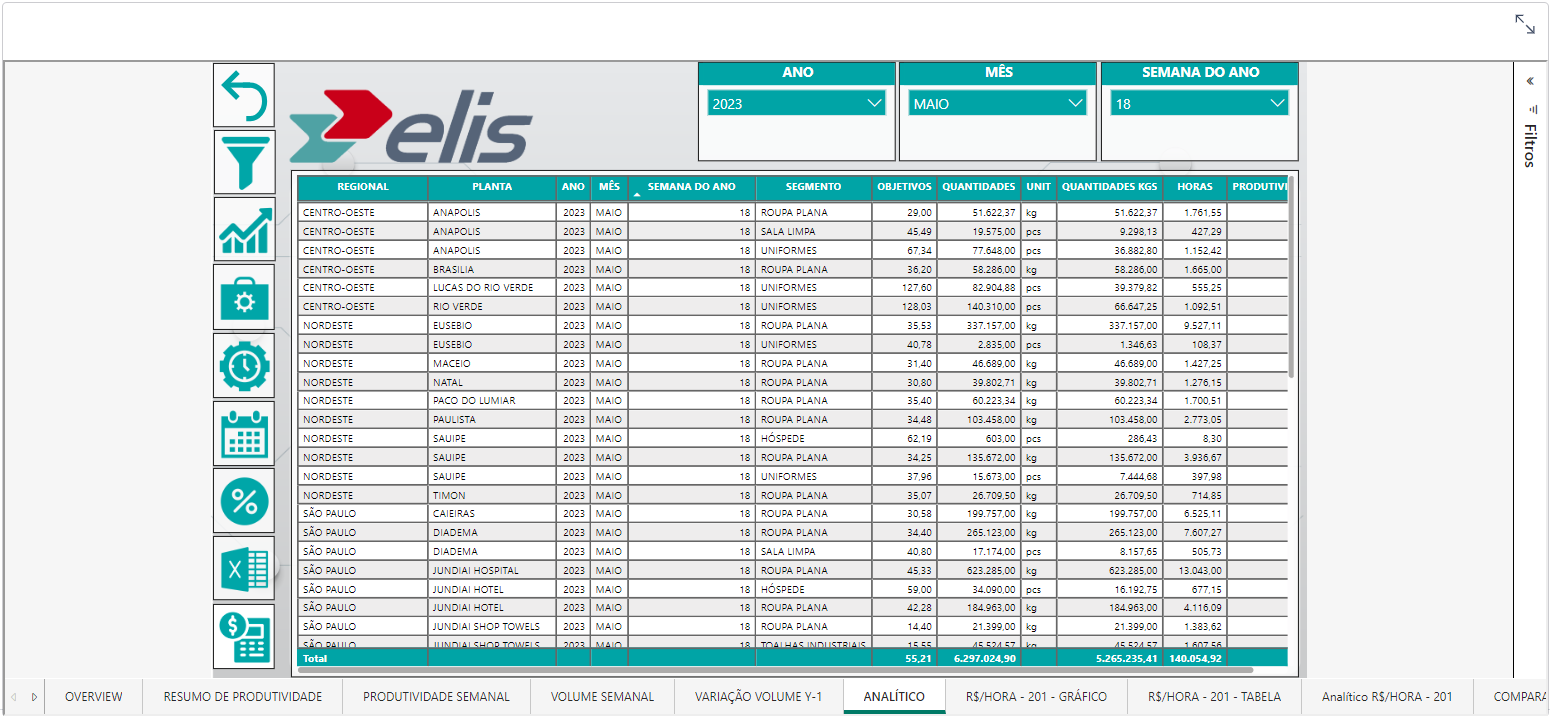 ANO MÊS SEMANA DO ANO
2023 MAIO 18
elis
« Filtros
REGIONAL PLANTA ANO MÊS SEMANA DO ANO SEGMENTO OBJETIVOS QUANTIDADES UNIT QUANTIDADES KGS HORAS PRODUTIVI
CENTRO-OESTE ANAPOLIS 2023 MAIO 18 ROUPA PLANA 29,00 51.622,37 kg 51.622,37 1.761,55
CENTRO-OESTE ANAPOLIS 2023 MAIO 18 SALA LIMPA 45,49 19.575,00 pcs 9.298,13 427,29
CENTRO-OESTE ANAPOLIS 2023 MAIO 18 UNIFORMES 67,34 77.648,00 pcs 36.882,80 1.152,42
CENTRO-OESTE BRASILIA 2023 MAIO 18 ROUPA PLANA 36,20 58.286,00 kg 58.286,00 1.665,00
CENTRO-OESTE LUCAS DO RIO VERDE 2023 MAIO 18 UNIFORMES 127,60 82.904,88 pcs 39.379,82 555,25
CENTRO-OESTE RIO VERDE 2023 MAIO 18 UNIFORMES 128,03 140.310,00 pcs 66.647,25 1.092,51
NORDESTE EUSEBIO 2023 MAIO 18 ROUPA PLANA 35,53 337.157,00 kg 337.157,00 9.527,11
NORDESTE EUSEBIO 2023 MAIO 18 UNIFORMES 40,78 2.835,00 pcs 1.346,63 108,37
NORDESTE MACEIO 2023 MAIO 18 ROUPA PLANA 31,40 46.689,00 kg 46.689,00 1.427,25
NORDESTE NATAL 2023 MAIO 18 ROUPA PLANA 30,80 39.802,71 kg 39.802,71 1.276,15
NORDESTE PACO DO LUMIAR 2023 MAIO 18 ROUPA PLANA 35,40 60.223,34 kg 60.223,34 1.700,51
NORDESTE PAULISTA 2023 MAIO 18 ROUPA PLANA 34,48 103.458,00 kg 103.458,00 2.773,05
NORDESTE SAUIPE 2023 MAIO 18 HÓSPEDE 62,19 603,00 pcs 286,43 8,30
NORDESTE SAUIPE 2023 MAIO 18 ROUPA PLANA 34,25 135.672,00 kg 135.672,00 3.936,67
NORDESTE SAUIPE 2023 MAIO 18 UNIFORMES 37,96 15.673,00 pcs 7.444,68 397,98
NORDESTE TIMON 2023 MAIO 18 ROUPA PLANA 35,07 26.709,50 kg 26.709,50 714,85
SÃO PAULO CAIEIRAS 2023 MAIO 18 ROUPA PLANA 30,58 199.757,00 kg 199.757,00 6.525,11
SÃO PAULO DIADEMA 2023 MAIO 18 ROUPA PLANA 34,40 265.123,00 kg 265.123,00 7.607,27
SÃO PAULO DIADEMA 2023 MAIO 18 SALA LIMPA 40,80 17.174,00 pcs 8.157,65 505,73
SÃO PAULO JUNDIAI HOSPITAL 2023 MAIO 18 ROUPA PLANA 45,33 623.285,00 kg 623.285,00 13.043,00
SÃO PAULO JUNDIAI HOTEL 2023 MAIO 18 HÓSPEDE 59,00 34.090,00 pcs 16.192,75 677,15
SÃO PAULO JUNDIAI HOTEL 2023 MAIO 18 ROUPA PLANA 42,28 184.963,00 kg 184.963,00 4.116,09
SÃO PAULO JUNDIAI SHOP TOWELS 2023 MAIO 18 ROUPA PLANA 14,40 21.399,00 kg 21.399,00 1.383,62
SÃO PAULO JUNDIAI SHOP TOWELS 2023 MAIO 18 TOALHAS INDUSTRIAIS 15,55 45.524,57 kg 45.524,57 1.607,56
Total 55,21 6.297.024,90 5.265.235,41 140.054,92
OVERVIEW RESUMO DE PRODUTIVIDADE PRODUTIVIDADE SEMANAL VOLUME SEMANAL VARIAÇÃO VOLUME Y-1 ANALÍTICO R$/HORA - 201 - GRÁFICO R$/HORA - 201 - TABELA Analítico R$/HORA - 201 COMPARA